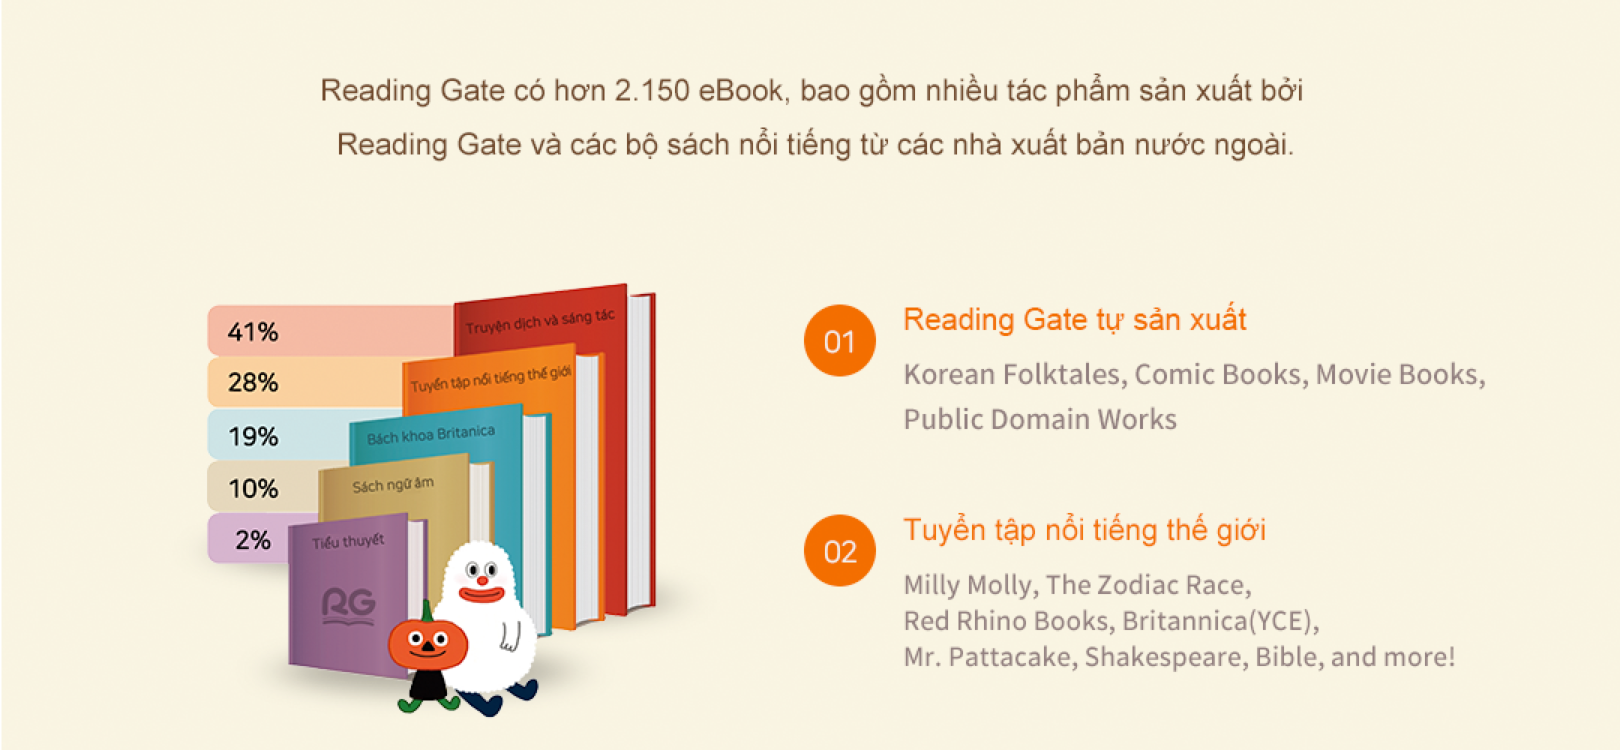 Reading Gate có hơn 2.150 eBook, bao gồm nhiều tác phẩm sản xuất bởi
Reading Gate và các bộ sách nổi tiếng từ các nhà xuất bản nước ngoài.
41%
Truyện dịch và sáng tác
28%
Tuyển tập nổi tiếng thế giới
19%
Bách khoa Britanica
10%
Sách ngữ âm
2%
Tiểu thuyết
RG
01
Reading Gate tự sản xuất
Korean Folktales, Comic Books, Movie Books,
Public Domain Works
02
Tuyển tập nổi tiếng thế giới
Milly Molly, The Zodiac Race,
Red Rhino Books, Britannica(YCE),
Mr. Pattacake, Shakespeare, Bible, and more!